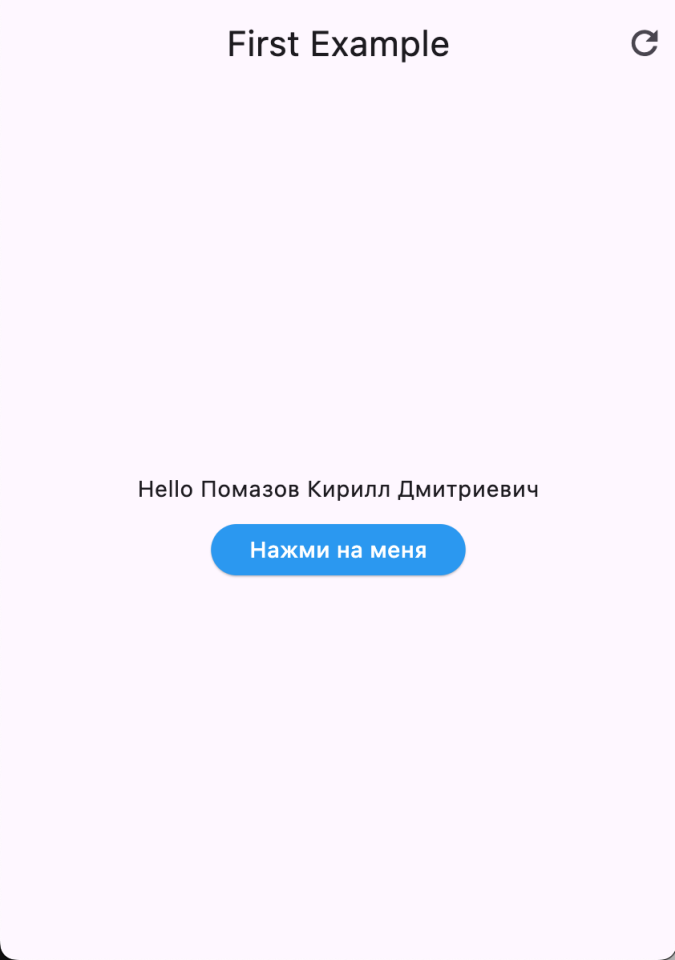 First Example
Hello Помазов Кирилл Дмитриевич
Нажми на меня